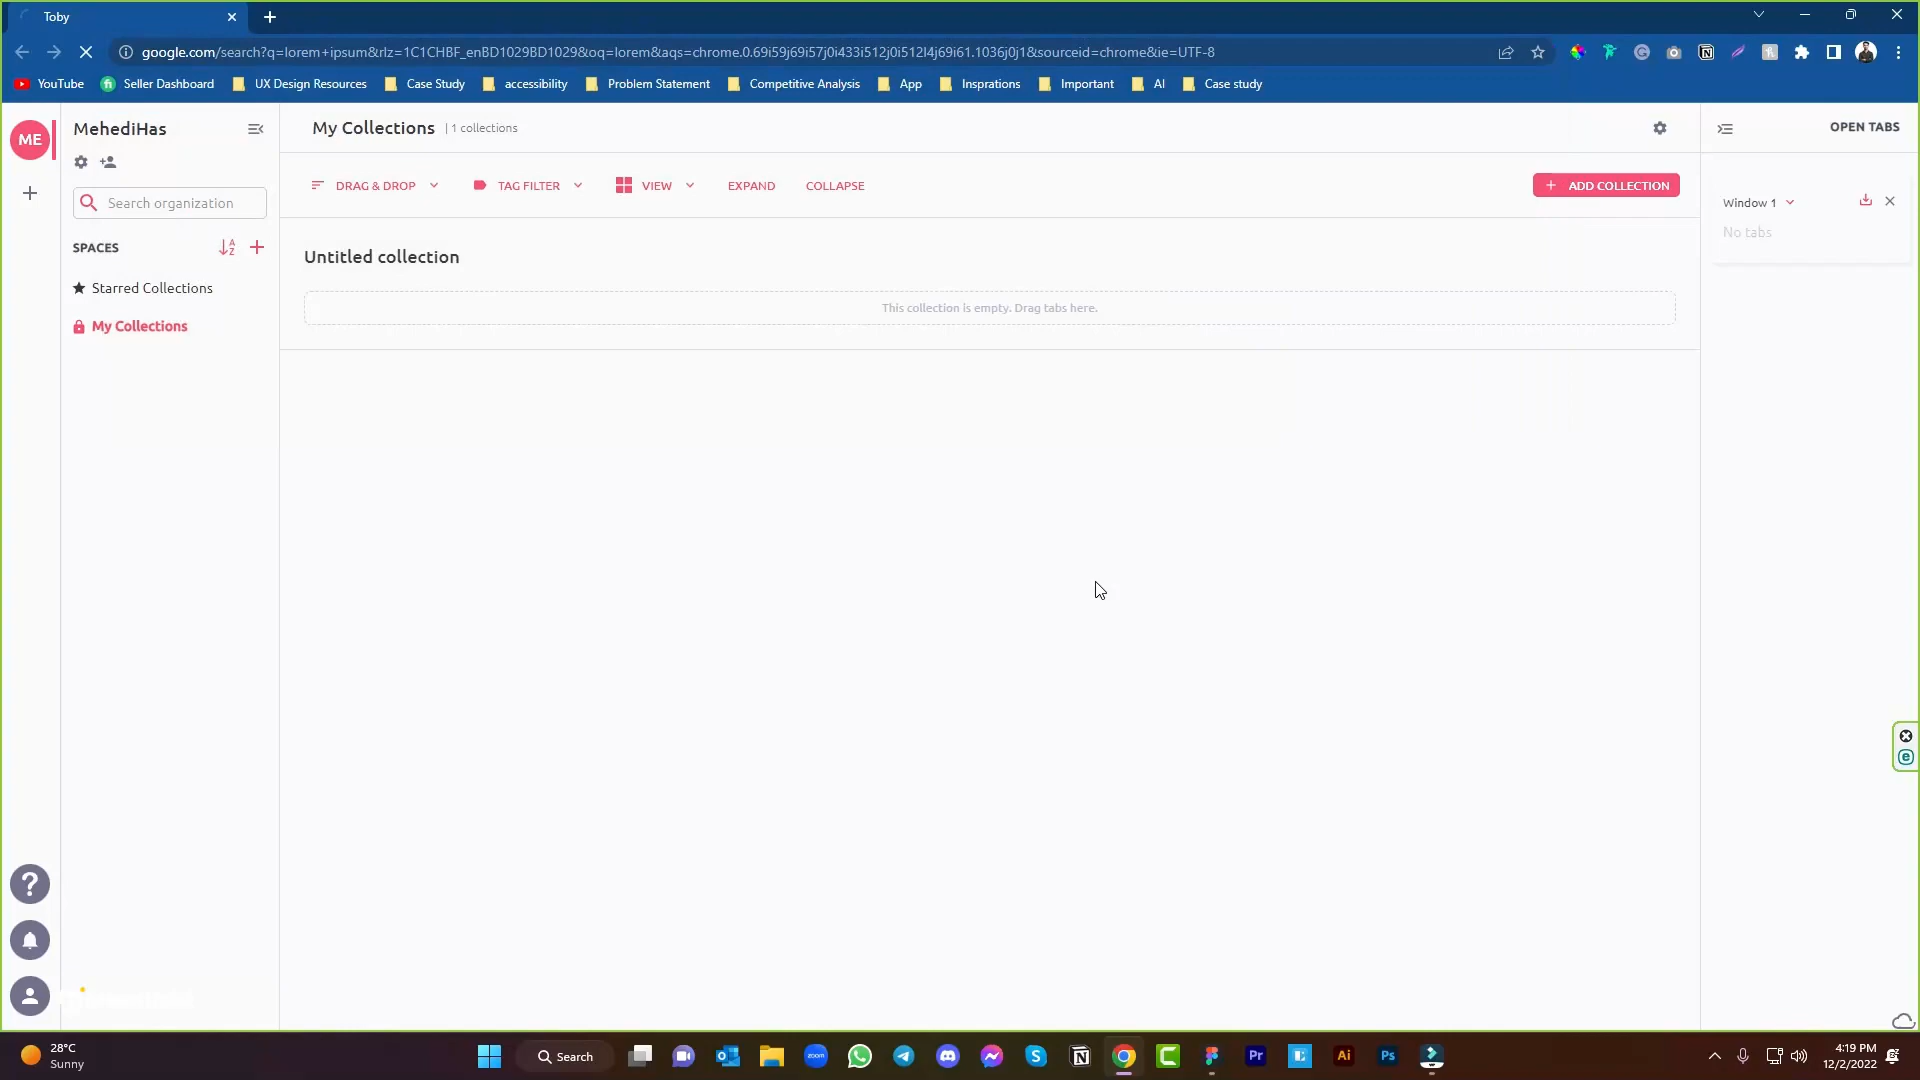 Toby
google.com/search?q=lorem+ipsum&rlz=1C1CHBF_enBD1029BD1029&oq=lorem&aqs=chrome.0.69i59j69i57j0i433i512j0i512l4j69i61.1036j0j1&sourceid=chrome&ie=UTF-8
YouTube Seller Dashboard UX Design Resources Case Study accessibility Problem Statement Competitive Analysis App Insprations Important AI Case study
ME
MehediHas
Search organization
SPACES
Starred Collections
My Collections
My Collections | 1 collections
DRAG & DROP TAG FILTER VIEW EXPAND COLLAPSE ADD COLLECTION
Untitled collection
This collection is empty. Drag tabs here.
OPEN TABS
Window 1
No tabs
28°C
Sunny
Search
zoom
Pr
Ai
Ps
4:19 PM
12/2/2022